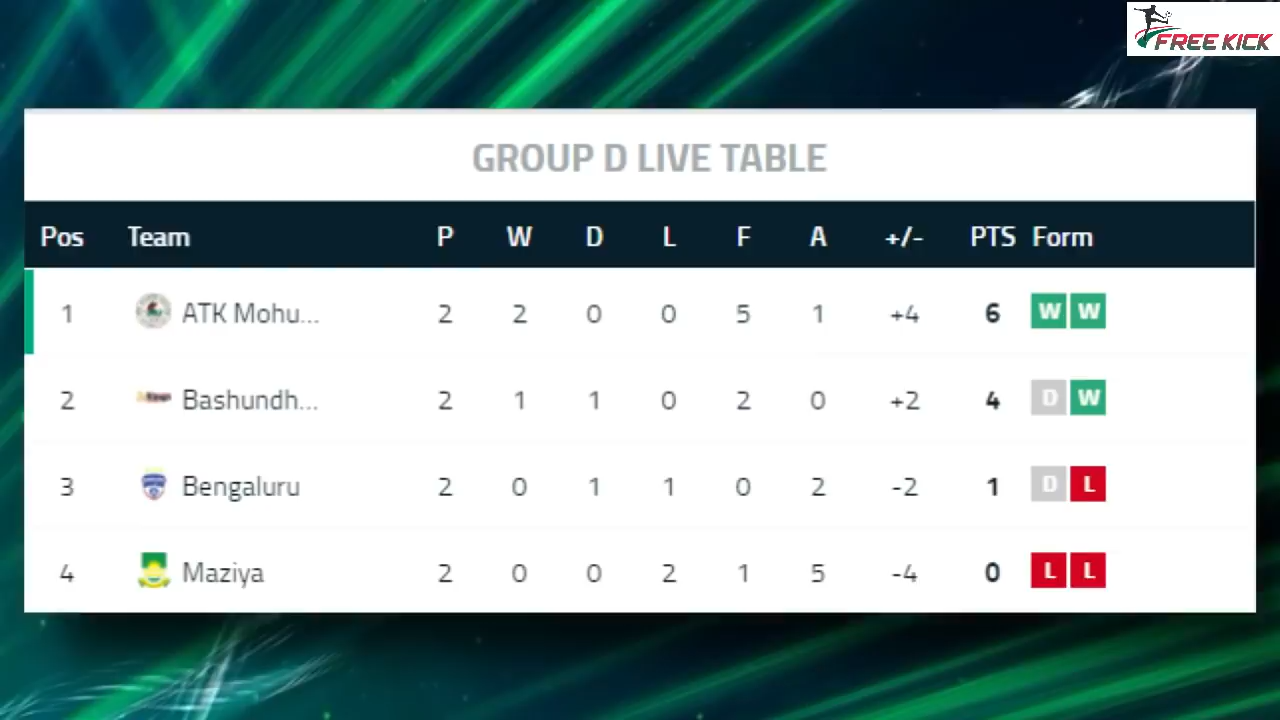 FREE KICK
GROUP D LIVE TABLE
Pos Team P W D L F A +/- PTS Form
1 ATK Mohu... 2 2 0 0 5 1 +4 6 W W
2 Bashundh... 2 1 1 0 2 0 +2 4 D W
3 Bengaluru 2 0 1 1 0 2 -2 1 D L
4 Maziya 2 0 0 2 1 5 -4 0 L L